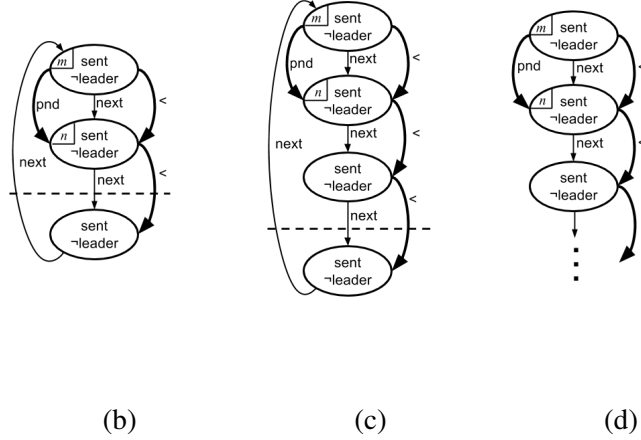 m sent
¬leader
pnd
next
<
n sent
¬leader
next
next
<
sent
¬leader
m sent
¬leader
pnd
next
<
n sent
¬leader
next
<
next
sent
¬leader
<
next
sent
¬leader
m sent
¬leader
pnd
next
<
n sent
¬leader
next
<
sent
¬leader
(b) (c) (d)